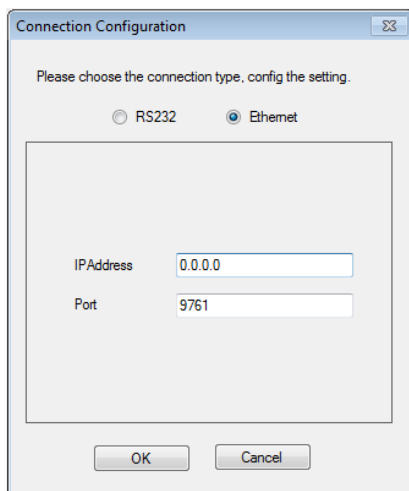 Connection Configuration
Please choose the connection type, config the setting.
RS232 Ethernet
IPAddress 0.0.0.0
Port 9761
OK Cancel